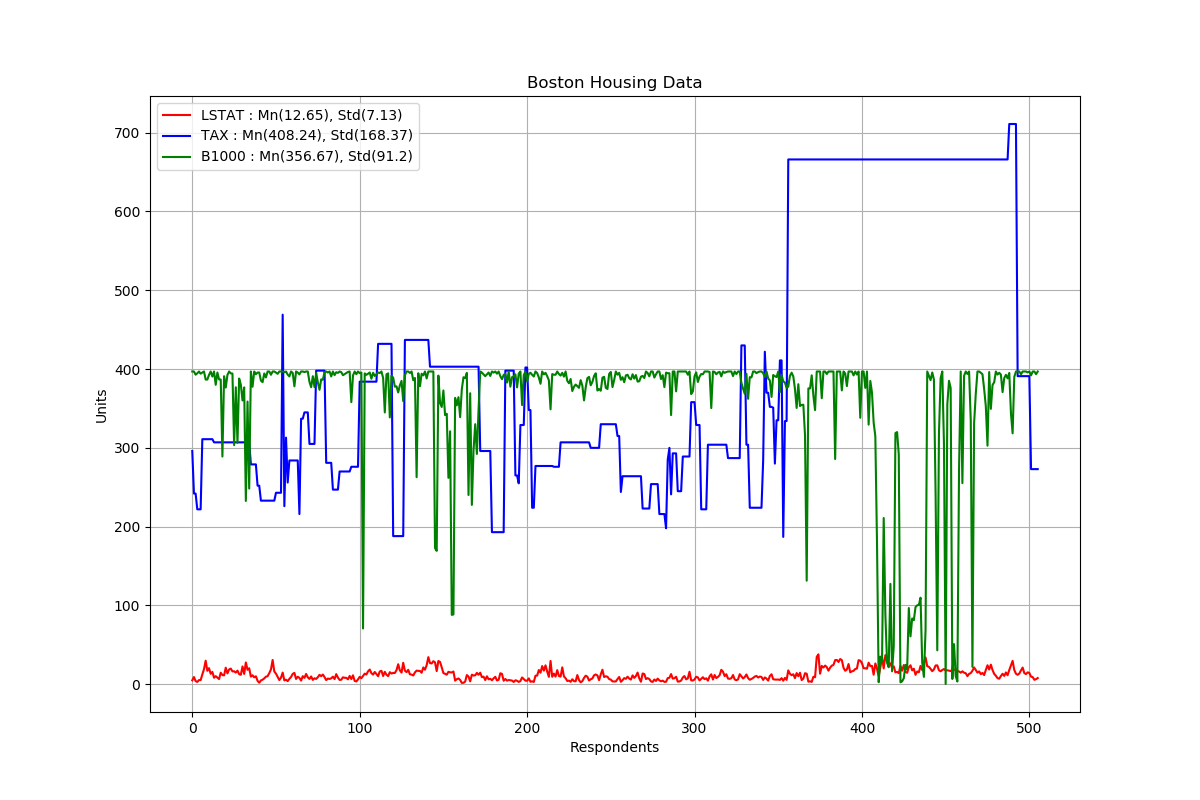 Boston Housing Data
LSTAT : Mn(12.65), Std(7.13)
TAX : Mn(408.24), Std(168.37)
B1000 : Mn(356.67), Std(91.2)
700
600
500
400
300
200
100
0
Units
0 100 200 300 400 500
Respondents